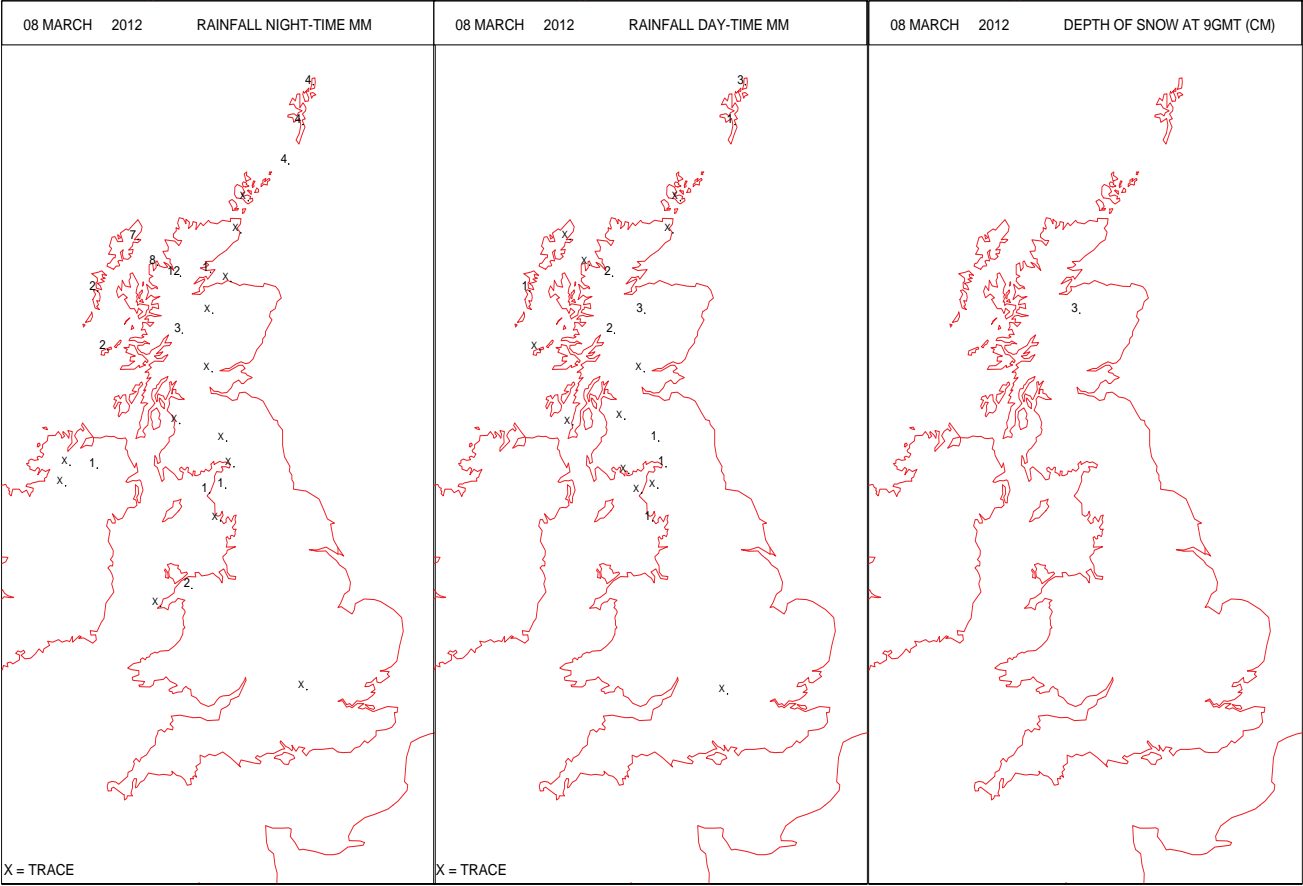 08 MARCH 2012 RAINFALL NIGHT-TIME MM
4.
4.
4.
X.
7.
X.
8.
12.
1.
X.
2.
X.
3.
2.
X.
X.
X.
X.
1.
X.
X.
1.
1.
X.
2.
X.
X.
X = TRACE
08 MARCH 2012 RAINFALL DAY-TIME MM
3.
1.
X.
X.
X.
X.
2.
1.
3.
2.
X.
X.
X.
X.
1.
1.
X.
X.
X.
1.
X.
X = TRACE
08 MARCH 2012 DEPTH OF SNOW AT 9GMT (CM)
3.